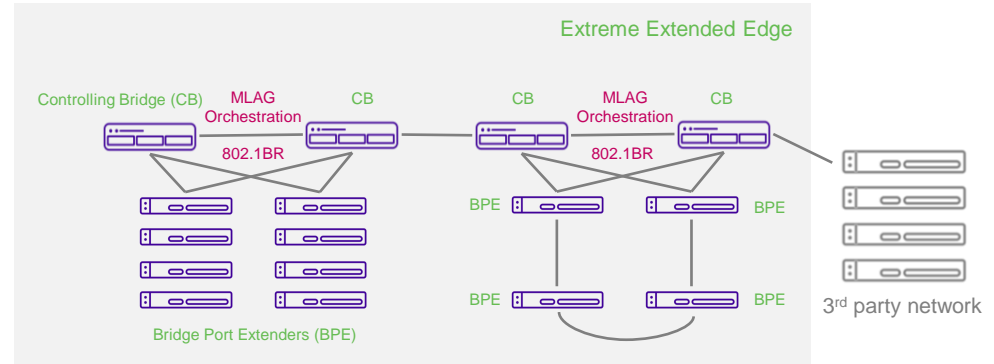 Extreme Extended Edge
Controlling Bridge (CB)
MLAG
Orchestration
CB
CB
MLAG
Orchestration
CB
802.1BR
802.1BR
BPE
BPE
BPE
BPE
3rd party network
Bridge Port Extenders (BPE)